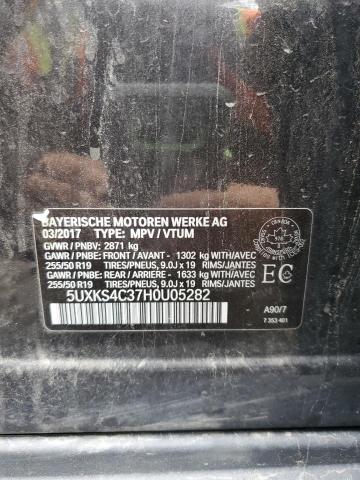 BAYERISCHE MOTOREN WERKE AG
03/2017 TYPE: MPV / VTUM
GVWR / PNBV: 2871 kg
GAWR / PNBE: FRONT / AVANT - 1302 kg WITH/AVEC
255/50 R19 TIRES/PNEUS, 9.0J x 19 RIMS/JANTES
GAWR / PNBE: REAR / ARRIERE - 1633 kg WITH/AVEC
255/50 R19 TIRES/PNEUS, 9.0J x 19 RIMS/JANTES
5UXKS4C37H0U05282
CANADA
EC
A90/7
7 353 401